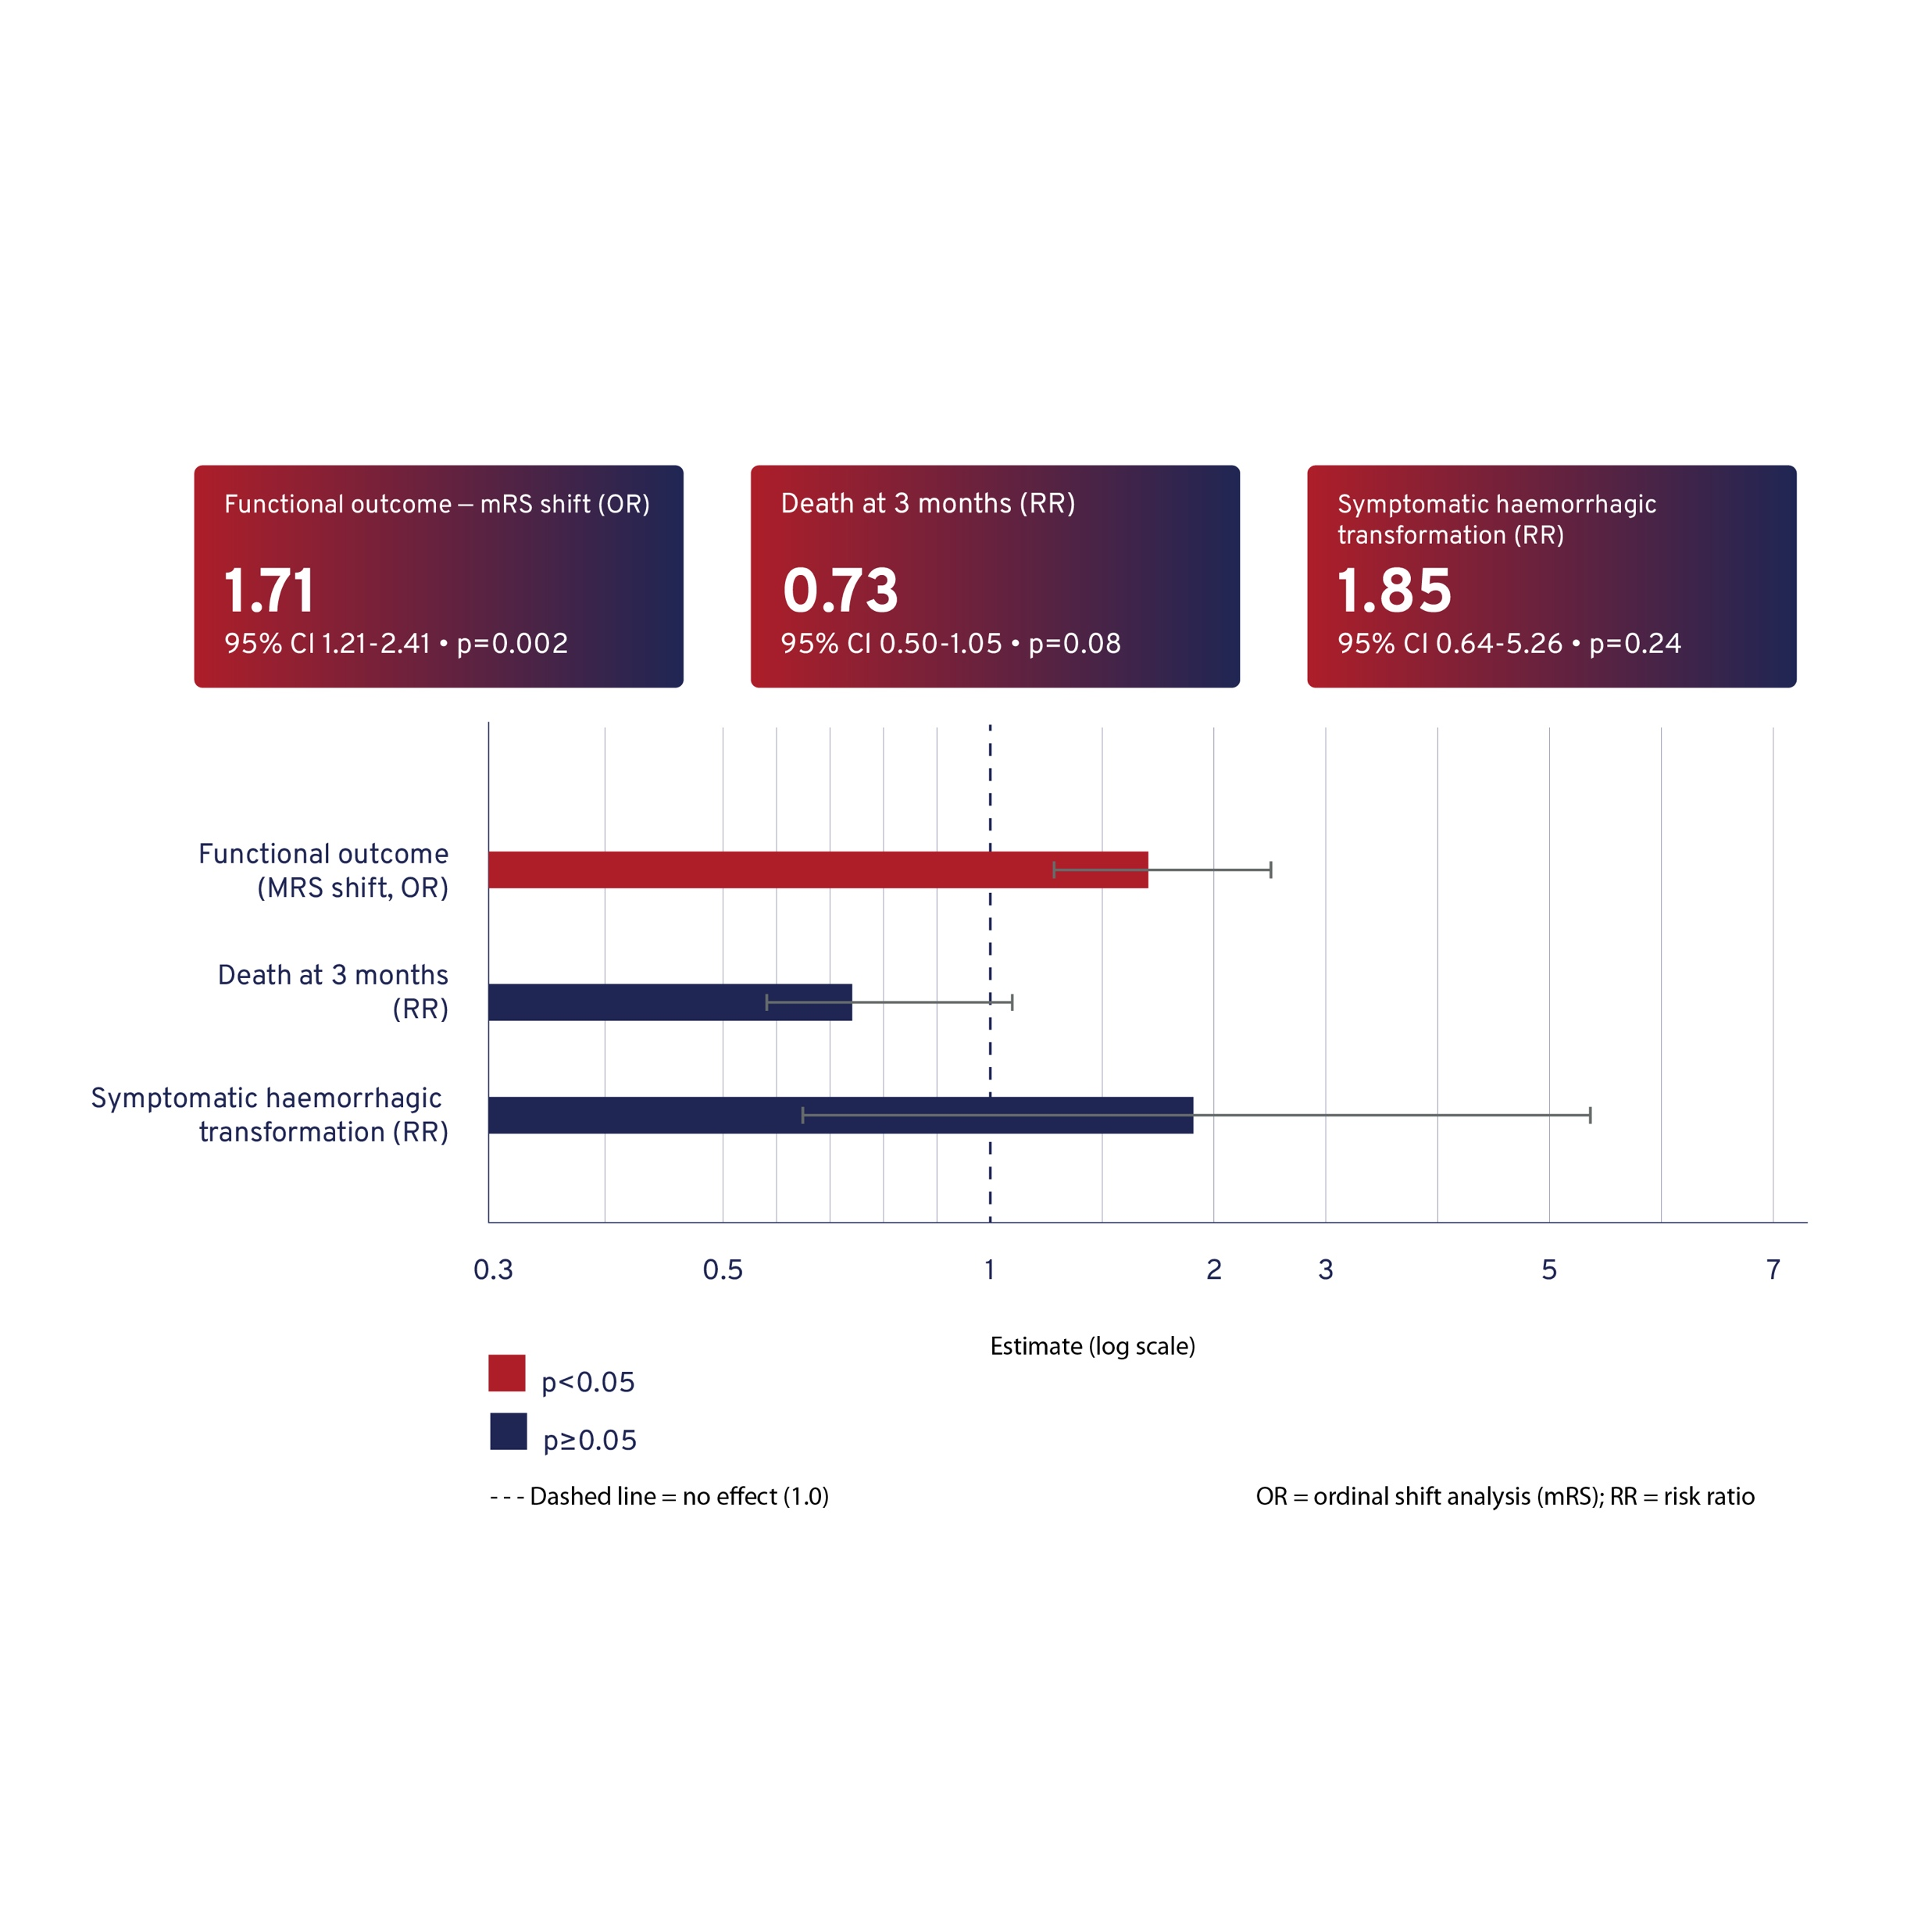 Functional outcome – mRS shift (OR)
1.71
95% CI 1.21-2.41 • p=0.002
Death at 3 months (RR)
0.73
95% CI 0.50-1.05 • p=0.08
Symptomatic haemorrhagic
transformation (RR)
1.85
95% CI 0.64-5.26 • p=0.24
Functional outcome
(MRS shift, OR)
Death at 3 months
(RR)
Symptomatic haemorrhagic
transformation (RR)
0.3 0.5 1 2 3 5 7
Estimate (log scale)
p<0.05
p≥0.05
--- Dashed line = no effect (1.0)
OR = ordinal shift analysis (mRS); RR = risk ratio